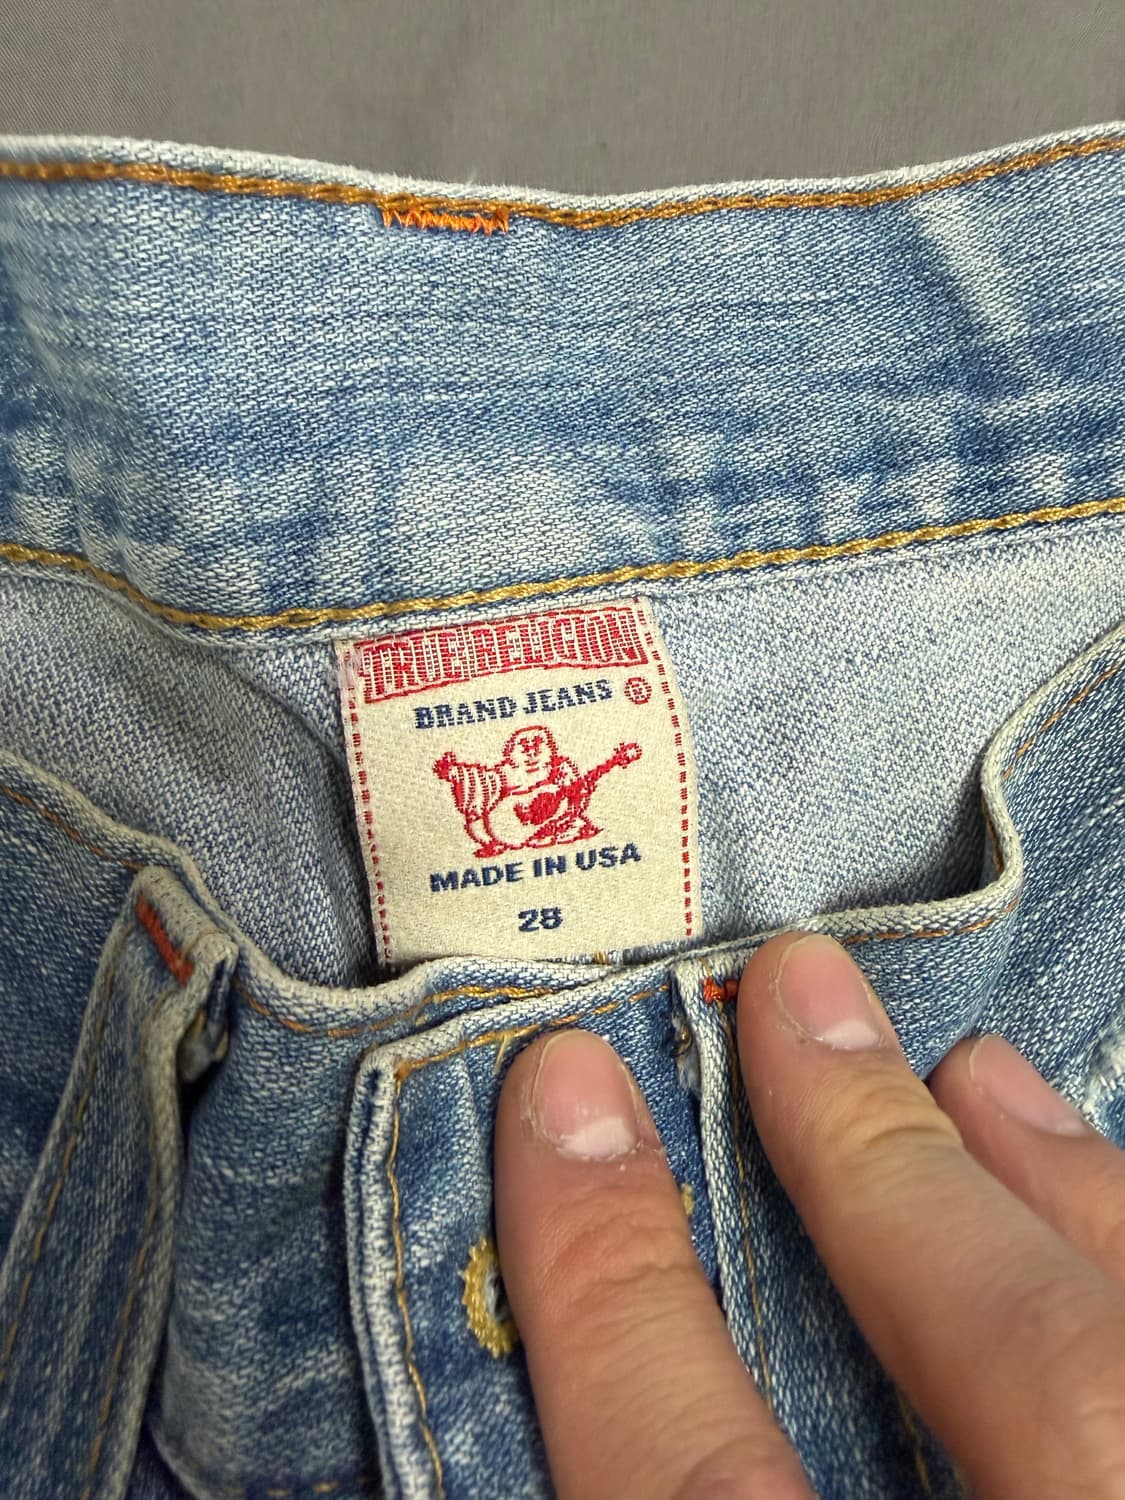 TRUE RELIGION
BRAND JEANS ®
MADE IN USA
28